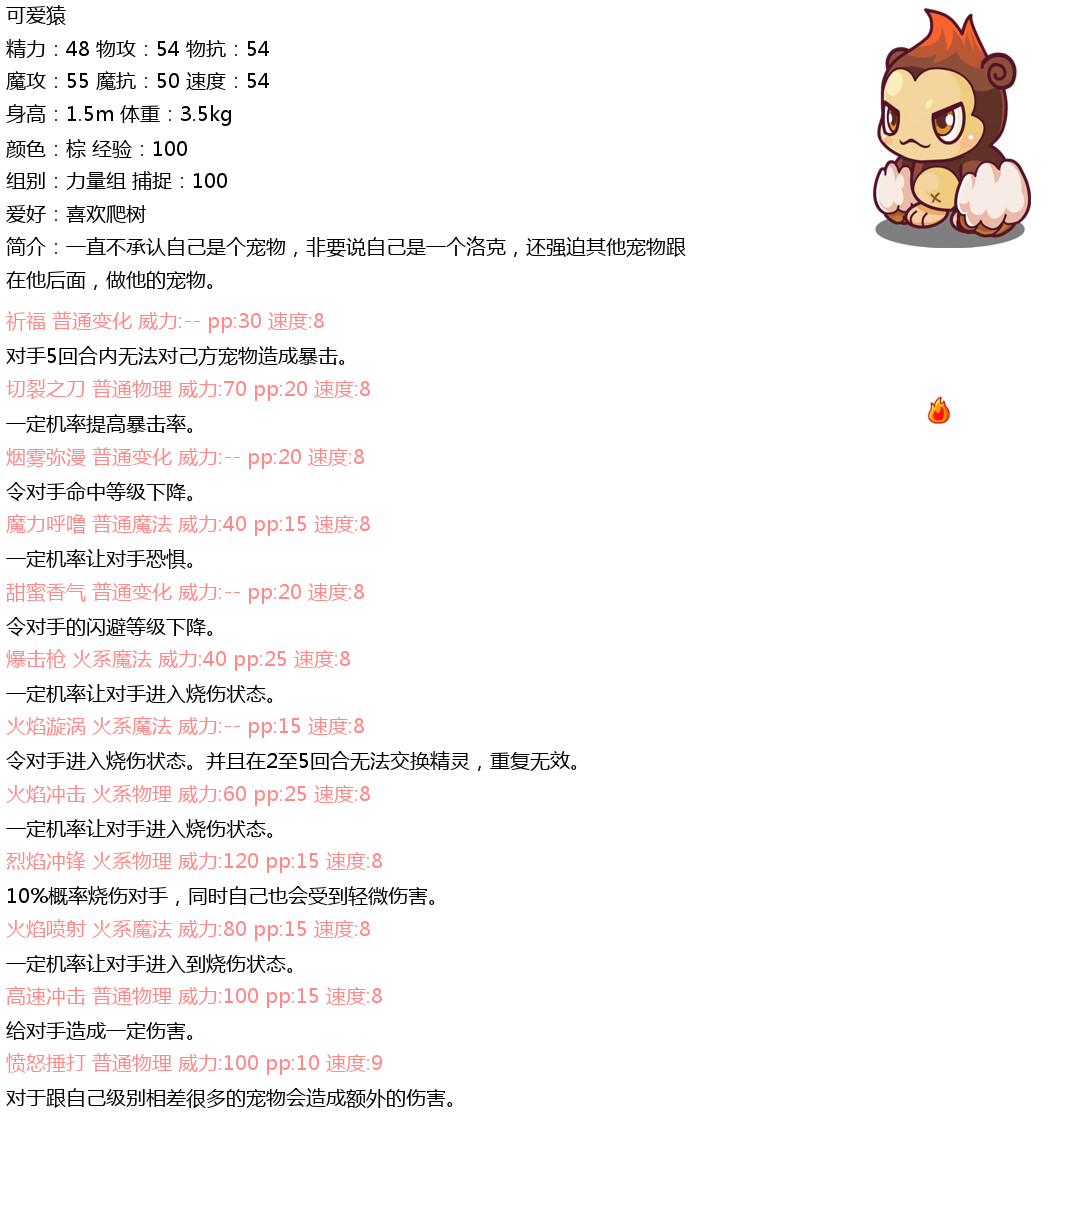 可爱猿
精力：48 物攻：54 物抗：54
魔攻：55 魔抗：50 速度：54
身高：1.5m 体重：3.5kg
颜色：棕 经验：100
组别：力量组 捕捉：100
爱好：喜欢爬树
简介：一直不承认自己是个宠物，非要说自己是一个洛克，还强迫其他宠物跟
在他后面，做他的宠物。
祈福 普通变化 威力:-- pp:30 速度:8
对手5回合内无法对己方宠物造成暴击。
切裂之刀 普通物理 威力:70 pp:20 速度:8
一定机率提高暴击率。
烟雾弥漫 普通变化 威力:-- pp:20 速度:8
令对手命中等级下降。
魔力呼噜 普通魔法 威力:40 pp:15 速度:8
一定机率让对手恐惧。
甜蜜香气 普通变化 威力:-- pp:20 速度:8
令对手的闪避等级下降。
爆击枪 火系魔法 威力:40 pp:25 速度:8
一定机率让对手进入烧伤状态。
火焰漩涡 火系魔法 威力:-- pp:15 速度:8
令对手进入烧伤状态。并且在2至5回合无法交换精灵，重复无效。
火焰冲击 火系物理 威力:60 pp:25 速度:8
一定机率让对手进入烧伤状态。
烈焰冲锋 火系物理 威力:120 pp:15 速度:8
10%概率烧伤对手，同时自己也会受到轻微伤害。
火焰喷射 火系魔法 威力:80 pp:15 速度:8
一定机率让对手进入到烧伤状态。
高速冲击 普通物理 威力:100 pp:15 速度:8
给对手造成一定伤害。
愤怒捶打 普通物理 威力:100 pp:10 速度:9
对于跟自己级别相差很多的宠物会造成额外的伤害。